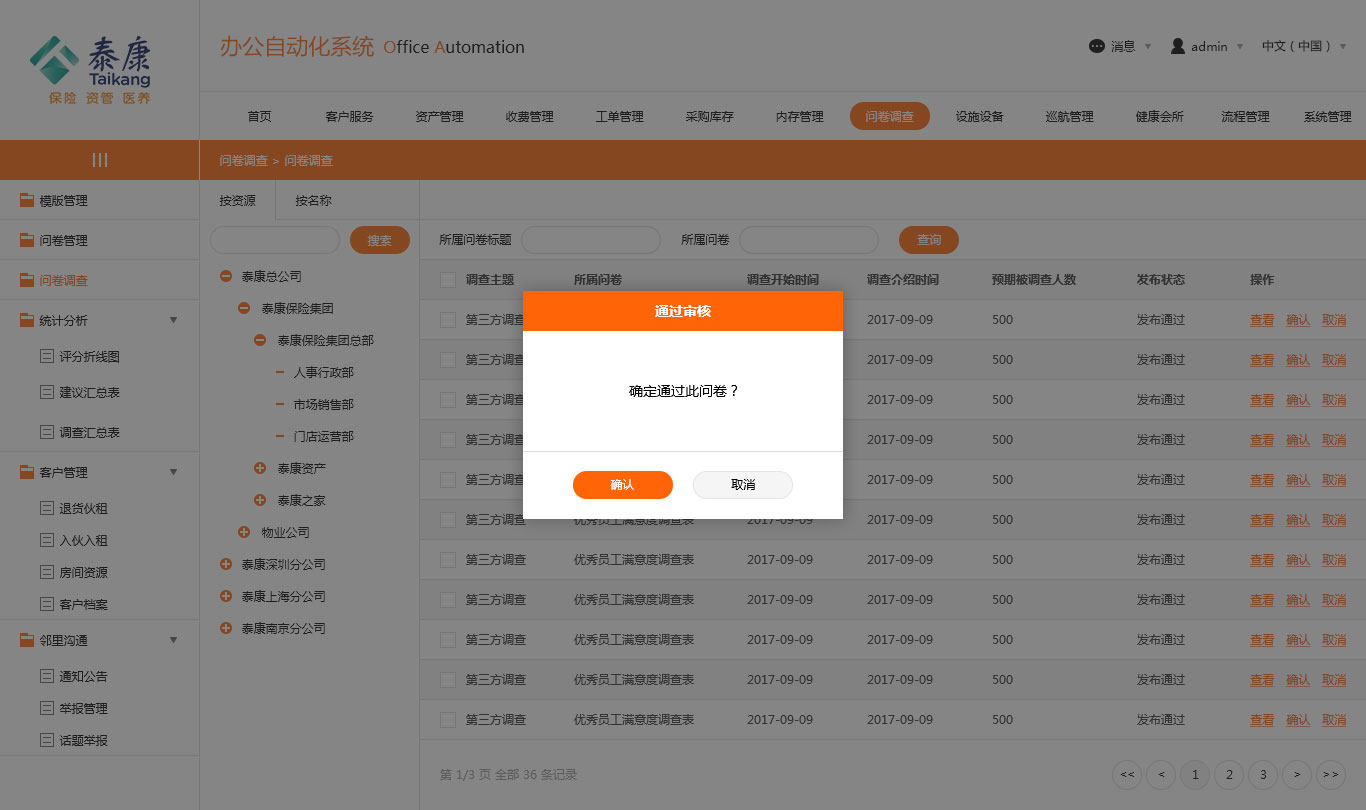 泰康
Taikang
保险 资管 医养
办公自动化系统 Office Automation
消息 admin 中文 ( 中国 )
首页 客户服务 资产管理 收费管理 工单管理 采购库存 内存管理 问卷调查 设施设备 巡航管理 健康会所 流程管理 系统管理
问卷调查 > 问卷调查
模版管理
问卷管理
问卷调查
统计分析
评分折线图
建议汇总表
调查汇总表
客户管理
退货伙租
入伙入租
房间资源
客户档案
邻里沟通
通知公告
举报管理
话题举报
按资源 按名称
搜索
泰康总公司
泰康保险集团
泰康保险集团总部
人事行政部
市场销售部
门店运营部
泰康资产
泰康之家
物业公司
泰康深圳分公司
泰康上海分公司
泰康南京分公司
所属问卷标题 所属问卷 查询
调查主题 所属问卷 调查开始时间 调查介绍时间 预期被调查人数 发布状态 操作
第三方调查 2017-09-09 500 发布通过 查看 确认 取消
第三方调查 2017-09-09 500 发布通过 查看 确认 取消
第三方调查 2017-09-09 500 发布通过 查看 确认 取消
第三方调查 2017-09-09 500 发布通过 查看 确认 取消
第三方调查 2017-09-09 500 发布通过 查看 确认 取消
第三方调查 优秀员工满意度调查表 2017-09-09 2017-09-09 500 发布通过 查看 确认 取消
第三方调查 优秀员工满意度调查表 2017-09-09 2017-09-09 500 发布通过 查看 确认 取消
第三方调查 优秀员工满意度调查表 2017-09-09 2017-09-09 500 发布通过 查看 确认 取消
第三方调查 优秀员工满意度调查表 2017-09-09 2017-09-09 500 发布通过 查看 确认 取消
第三方调查 优秀员工满意度调查表 2017-09-09 2017-09-09 500 发布通过 查看 确认 取消
第三方调查 优秀员工满意度调查表 2017-09-09 2017-09-09 500 发布通过 查看 确认 取消
第 1/3 页 全部 36 条记录
<< < 1 2 3 > >>
通过审核
确定通过此问卷？
确认 取消